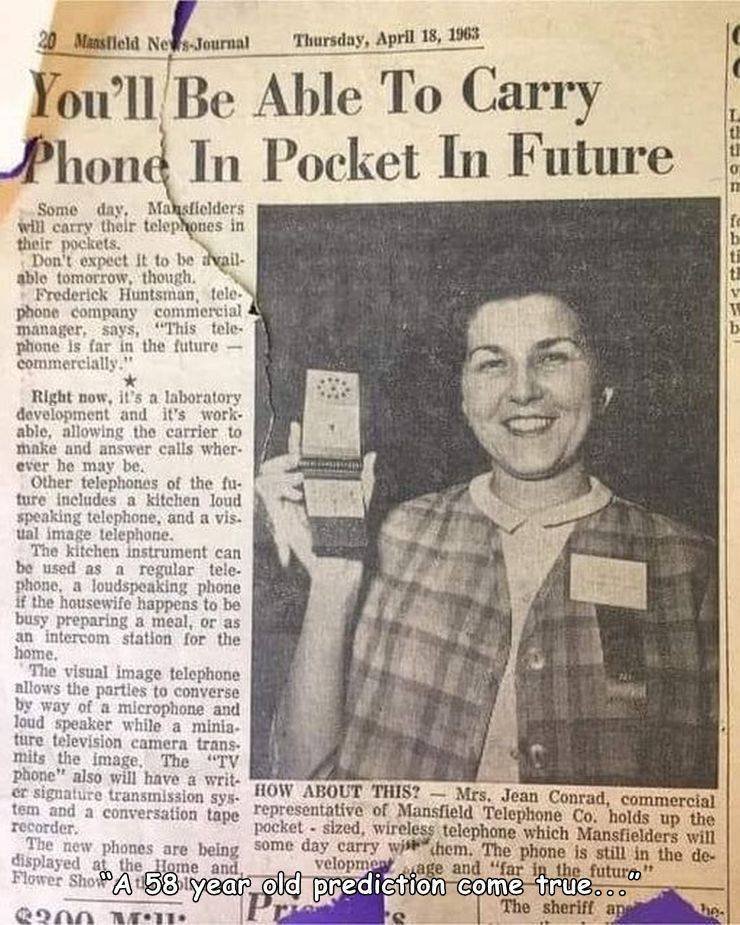 20 Mansfield News-Journal Thursday, April 18, 1963
You'll Be Able To Carry
Phone In Pocket In Future
Some day, Mansfielders
will carry their telephones in
their pockets.
Don't expect it to be avail-
able tomorrow, though.
Frederick Huntsman, tele-
phone company commercial
manager, says, "This tele-
phone is far in the future —
commercially."
★
Right now, it's a laboratory
development and it's work-
able, allowing the carrier to
make and answer calls wher-
ever he may be.
Other telephones of the fu-
ture includes a kitchen loud
speaking telephone, and a vis-
ual image telephone.
The kitchen instrument can
be used as a regular tele-
phone, a loudspeaking phone
if the housewife happens to be
busy preparing a meal, or as
an intercom station for the
home.
The visual image telephone
allows the parties to converse
by way of a microphone and
loud speaker while a minia-
ture television camera trans-
mits the image. The "TV
phone" also will have a writ-
er signature transmission sys-
tem and a conversation tape
recorder.
The new phones are being
displayed at the Home and
Flower Show
HOW ABOUT THIS? — Mrs. Jean Conrad, commercial
representative of Mansfield Telephone Co. holds up the
pocket - sized, wireless telephone which Mansfielders will
some day carry with them. The phone is still in the de-
velopment age and "far in the future"
"A 58 year old prediction come true..."
The sheriff